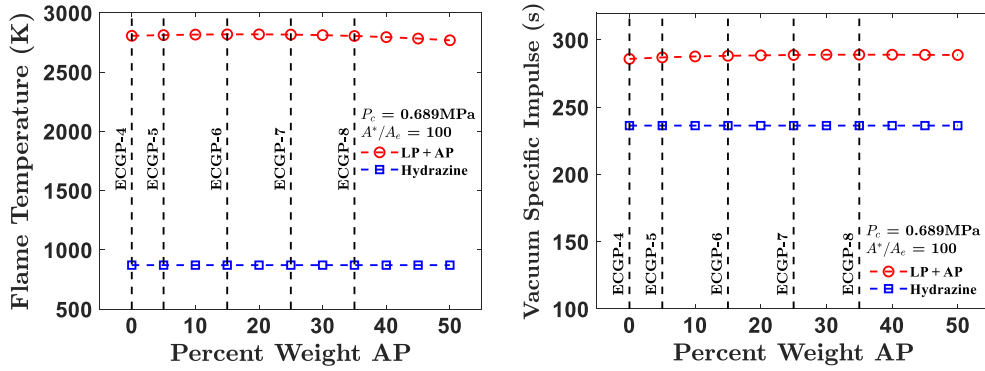 Flame Temperature (K)
3000
2500
2000
1500
1000
500
ECGP-4
ECGP-5
ECGP-6
ECGP-7
ECGP-8
P_c = 0.689MPa
A*/A_e = 100
LP + AP
Hydrazine
0 10 20 30 40 50
Percent Weight AP
Vacuum Specific Impulse (s)
300
250
200
150
100
ECGP-4
ECGP-5
ECGP-6
ECGP-7
ECGP-8
P_c = 0.689MPa
A*/A_e = 100
LP + AP
Hydrazine
0 10 20 30 40 50
Percent Weight AP